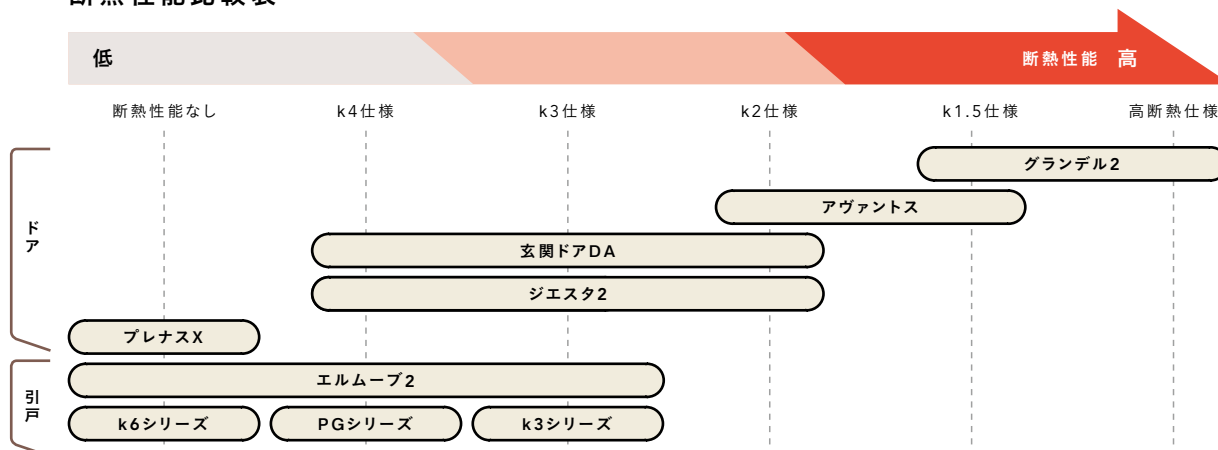 断熱性能比較表
低
断熱性能 高
断熱性能なし k4仕様 k3仕様 k2仕様 k1.5仕様 高断熱仕様
ドア
グランデル2
アヴァントス
玄関ドアDA
ジエスタ2
プレナスX
引戸
エルムーブ2
k6シリーズ PGシリーズ k3シリーズ